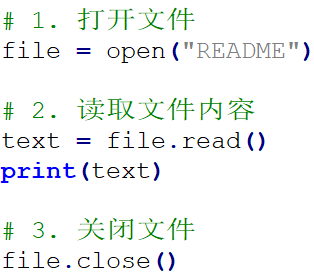 # 1. 打开文件
file = open("README")
# 2. 读取文件内容
text = file.read()
print(text)
# 3. 关闭文件
file.close()